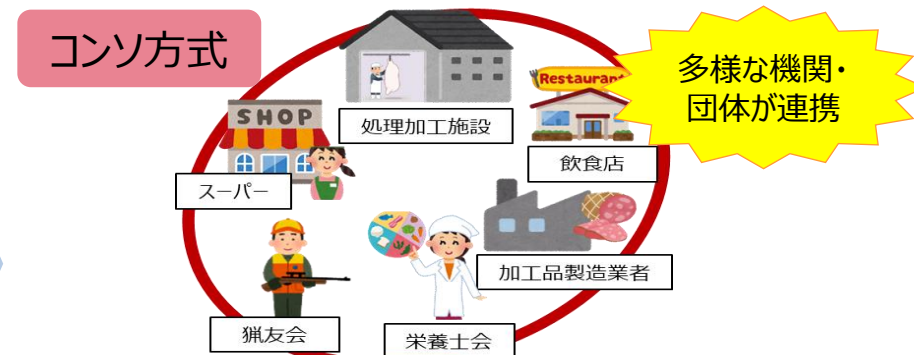 コンソ方式
多様な機関・
団体が連携
Restaurant
SHOP
処理加工施設
飲食店
スーパー
加工品製造業者
猟友会
栄養士会